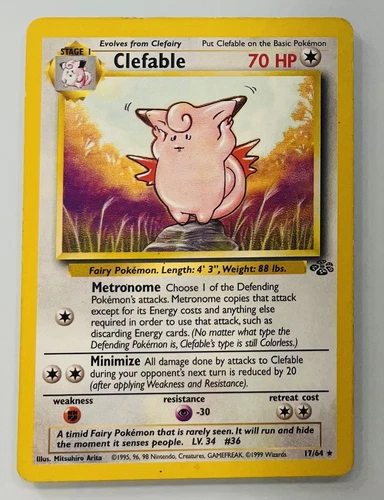 Evolves from Clefairy Put Clefable on the Basic Pokémon
STAGE 1
Clefable 70 HP
Fairy Pokémon. Length: 4' 3", Weight: 88 lbs.
Metronome Choose 1 of the Defending
Pokémon's attacks. Metronome copies that attack
except for its Energy costs and anything else
required in order to use that attack, such as
discarding Energy cards. (No matter what type the
Defending Pokémon is, Clefable's type is still Colorless.)
Minimize All damage done by attacks to Clefable
during your opponent's next turn is reduced by 20
(after applying Weakness and Resistance).
weakness resistance retreat cost
-30
A timid Fairy Pokémon that is rarely seen. It will run and hide
the moment it senses people. LV. 34 #36
Illus. Mitsuhiro Arita ©1995, 96, 98 Nintendo, Creatures, GAMEFREAK. ©1999 Wizards. 17/64 ★